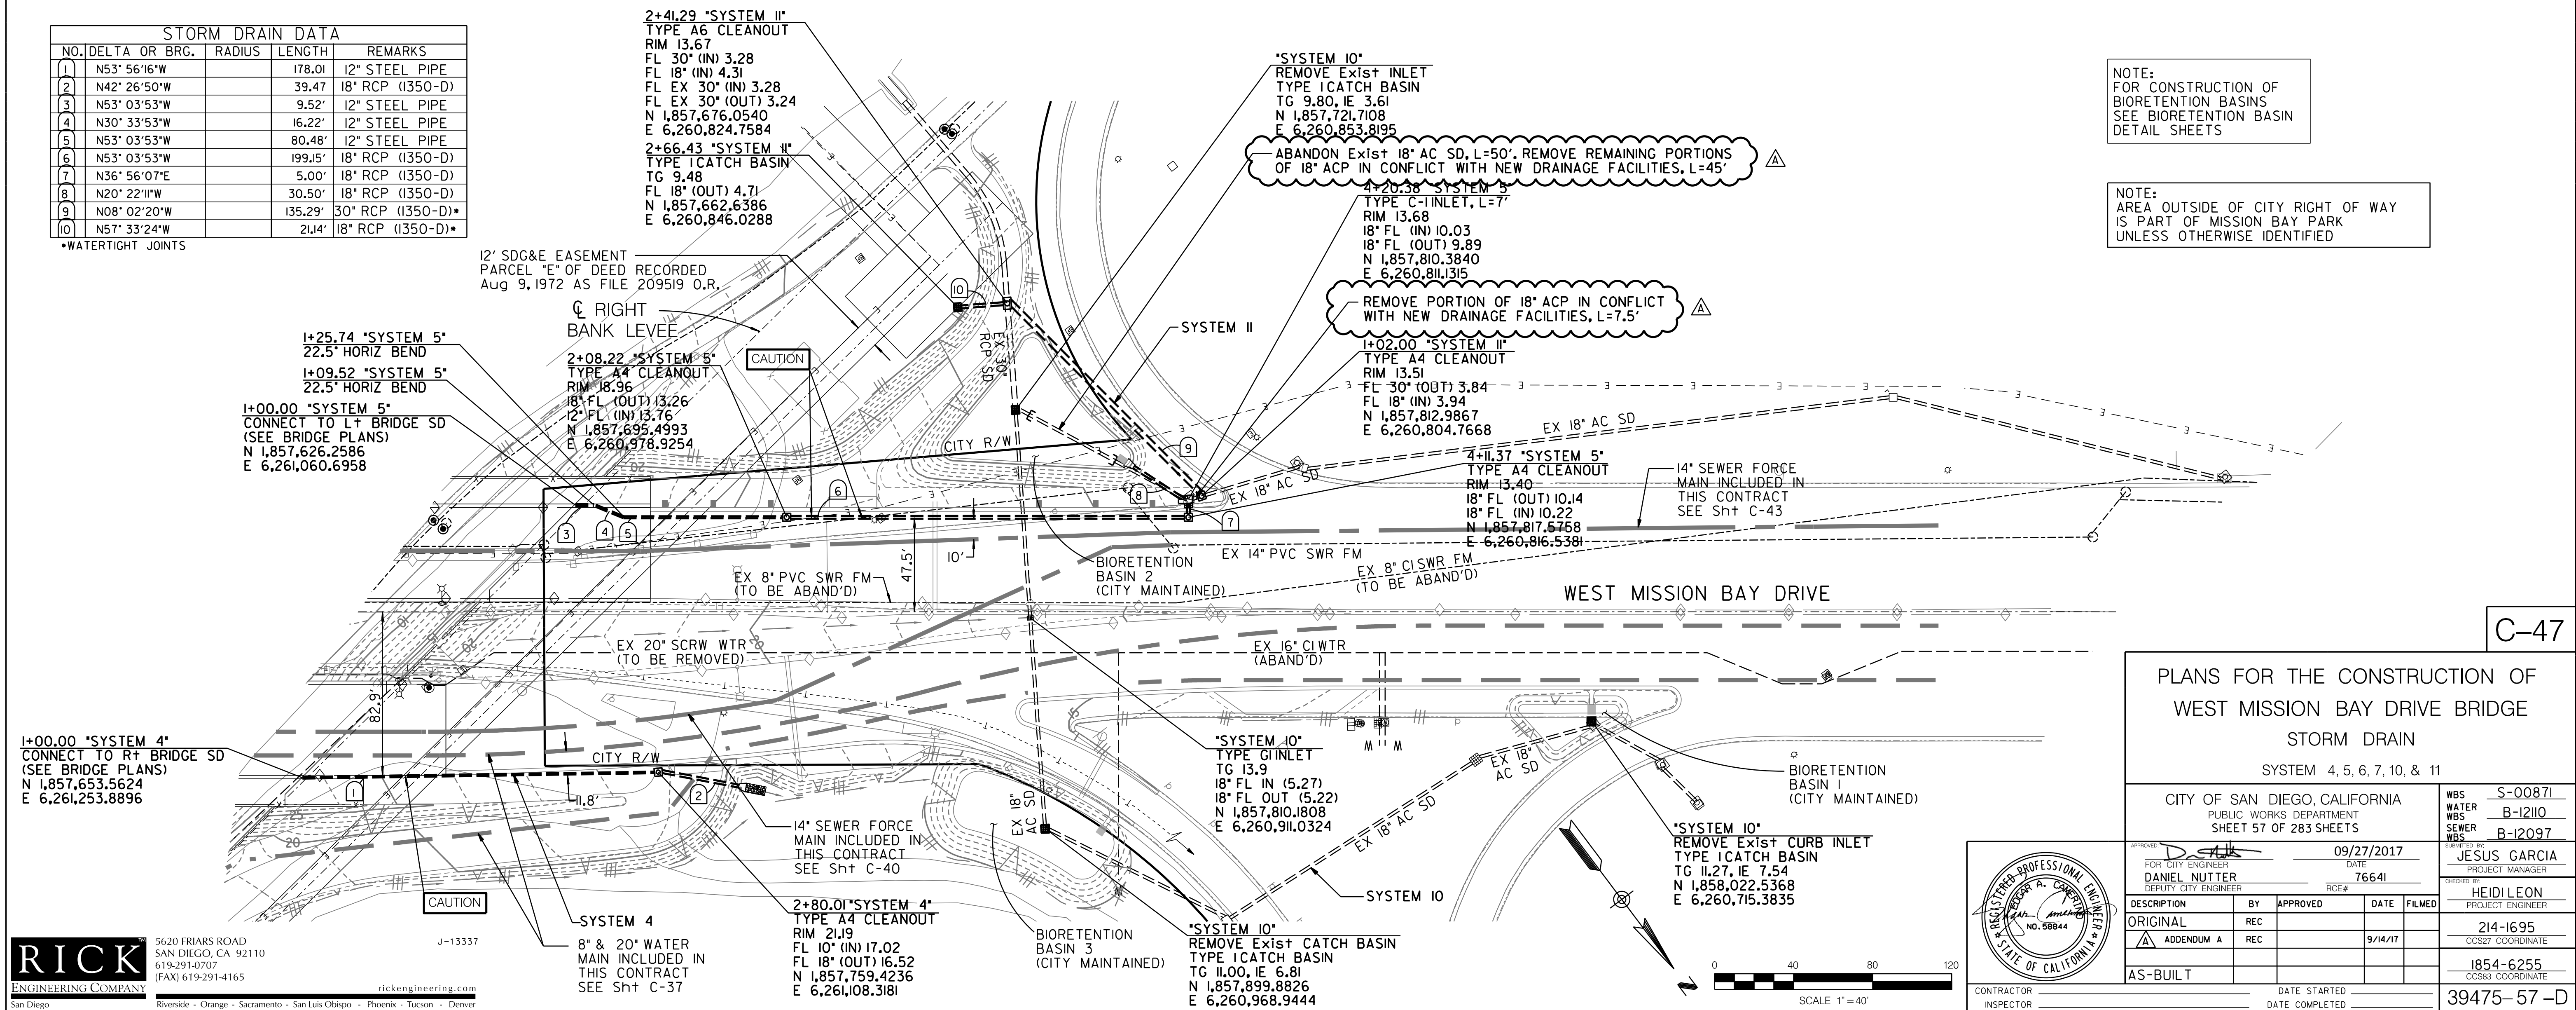 STORM DRAIN DATA
NO. DELTA OR BRG. RADIUS LENGTH REMARKS
1 N53°56'16"W 178.01 12" STEEL PIPE
2 N42°26'50"W 39.47 18" RCP (1350-D)
3 N53°03'53"W 9.52' 12" STEEL PIPE
4 N30°33'53"W 16.22' 12" STEEL PIPE
5 N53°03'53"W 80.48' 12" STEEL PIPE
6 N53°03'53"W 199.15' 18" RCP (1350-D)
7 N36°56'07"E 5.00' 18" RCP (1350-D)
8 N20°22'11"W 30.50' 18" RCP (1350-D)
9 N08°02'20"W 135.29' 30" RCP (1350-D)*
10 N57°33'24"W 21.14' 18" RCP (1350-D)*
*WATERTIGHT JOINTS
2+41.29 "SYSTEM 11"
TYPE A6 CLEANOUT
RIM 13.67
FL 30" (IN) 3.28
FL 18" (IN) 4.31
FL EX 30" (IN) 3.28
FL EX 30" (OUT) 3.24
N 1,857,676.0540
E 6,260,824.7584
2+66.43 "SYSTEM 11"
TYPE I CATCH BASIN
TG 9.48
FL 18" (OUT) 4.71
N 1,857,662.6386
E 6,260,846.0288
"SYSTEM 10"
REMOVE Exist INLET
TYPE I CATCH BASIN
TG 9.80, IE 3.61
N 1,857,721.7108
E 6,260,853.8195
ABANDON Exist 18" AC SD, L=50'. REMOVE REMAINING PORTIONS
OF 18" ACP IN CONFLICT WITH NEW DRAINAGE FACILITIES, L=45'
A
4+20.38 "SYSTEM 5"
TYPE C-1 INLET, L=7'
RIM 13.68
18" FL (IN) 10.03
18" FL (OUT) 9.89
N 1,857,810.3840
E 6,260,811.1315
REMOVE PORTION OF 18" ACP IN CONFLICT
WITH NEW DRAINAGE FACILITIES, L=7.5'
A
1+02.00 "SYSTEM 11"
TYPE A4 CLEANOUT
RIM 13.51
FL 30" (OUT) 3.84
FL 18" (IN) 3.94
N 1,857,812.9867
E 6,260,804.7668
4+11.37 "SYSTEM 5"
TYPE A4 CLEANOUT
RIM 13.40
18" FL (OUT) 10.14
18" FL (IN) 10.22
N 1,857,817.5758
E 6,260,816.5381
NOTE:
FOR CONSTRUCTION OF
BIORETENTION BASINS
SEE BIORETENTION BASIN
DETAIL SHEETS
NOTE:
AREA OUTSIDE OF CITY RIGHT OF WAY
IS PART OF MISSION BAY PARK
UNLESS OTHERWISE IDENTIFIED
12' SDG&E EASEMENT
PARCEL "E" OF DEED RECORDED
Aug 9, 1972 AS FILE 209519 O.R.
℄ RIGHT
BANK LEVEE
1+25.74 "SYSTEM 5"
22.5° HORIZ BEND
1+09.52 "SYSTEM 5"
22.5° HORIZ BEND
1+00.00 "SYSTEM 5"
CONNECT TO Lt BRIDGE SD
(SEE BRIDGE PLANS)
N 1,857,626.2586
E 6,261,060.6958
2+08.22 "SYSTEM 5"
TYPE A4 CLEANOUT
RIM 18.96
18" FL (OUT) 13.26
12" FL (IN) 13.76
N 1,857,695.4993
E 6,260,978.9254
CAUTION
EX 30"
RCP SD
SYSTEM 11
CITY R/W
10
9
8
7
6
3
4
5
EX 18" AC SD
EX 18" AC SD
14" SEWER FORCE
MAIN INCLUDED IN
THIS CONTRACT
SEE Sht C-43
10'
47.5'
BIORETENTION
BASIN 2
(CITY MAINTAINED)
EX 14" PVC SWR FM
EX 8" CI SWR FM
(TO BE ABAND'D)
EX 8" PVC SWR FM
(TO BE ABAND'D)
WEST MISSION BAY DRIVE
EX 20" SCRW WTR
(TO BE REMOVED)
EX 16" CI WTR
(ABAND'D)
82.9'
1+00.00 "SYSTEM 4"
CONNECT TO Rt BRIDGE SD
(SEE BRIDGE PLANS)
N 1,857,653.5624
E 6,261,253.8896
1
2
CITY R/W
11.8'
20
25
20
20
15
CAUTION
SYSTEM 4
8" & 20" WATER
MAIN INCLUDED IN
THIS CONTRACT
SEE Sht C-37
14" SEWER FORCE
MAIN INCLUDED IN
THIS CONTRACT
SEE Sht C-40
2+80.01 "SYSTEM 4"
TYPE A4 CLEANOUT
RIM 21.19
FL 10" (IN) 17.02
FL 18" (OUT) 16.52
N 1,857,759.4236
E 6,261,108.3181
EX 18"
AC SD
BIORETENTION
BASIN 3
(CITY MAINTAINED)
"SYSTEM 10"
TYPE G1 INLET
TG 13.9
18" FL IN (5.27)
18" FL OUT (5.22)
N 1,857,810.1808
E 6,260,911.0324
"SYSTEM 10"
REMOVE Exist CATCH BASIN
TYPE I CATCH BASIN
TG 11.00, IE 6.81
N 1,857,899.8826
E 6,260,968.9444
EX 18" AC SD
EX 18"
AC SD
SYSTEM 10
BIORETENTION
BASIN 1
(CITY MAINTAINED)
"SYSTEM 10"
REMOVE Exist CURB INLET
TYPE I CATCH BASIN
TG 11.27, IE 7.54
N 1,858,022.5368
E 6,260,715.3835
N
0 40 80 120
SCALE 1"=40'
C-47
PLANS FOR THE CONSTRUCTION OF
WEST MISSION BAY DRIVE BRIDGE
STORM DRAIN
SYSTEM 4, 5, 6, 7, 10, & 11
CITY OF SAN DIEGO, CALIFORNIA
PUBLIC WORKS DEPARTMENT
SHEET 57 OF 283 SHEETS
WBS S-00871
WATER WBS B-12110
SEWER WBS B-12097
APPROVED:
09/27/2017
FOR CITY ENGINEER DATE
DANIEL NUTTER 76641
DEPUTY CITY ENGINEER RCE#
SUBMITTED BY:
JESUS GARCIA
PROJECT MANAGER
CHECKED BY:
HEIDI LEON
PROJECT ENGINEER
DESCRIPTION BY APPROVED DATE FILMED
ORIGINAL REC
A ADDENDUM A REC 9/14/17
AS-BUILT
214-1695
CCS27 COORDINATE
1854-6255
CCS83 COORDINATE
CONTRACTOR DATE STARTED
INSPECTOR DATE COMPLETED
39475-57-D
REGISTERED PROFESSIONAL ENGINEER
NO. 58844
STATE OF CALIFORNIA
RICK
ENGINEERING COMPANY
San Diego
5620 FRIARS ROAD
SAN DIEGO, CA 92110
619-291-0707
(FAX) 619-291-4165
J-13337
rickengineering.com
Riverside - Orange - Sacramento - San Luis Obispo - Phoenix - Tucson - Denver